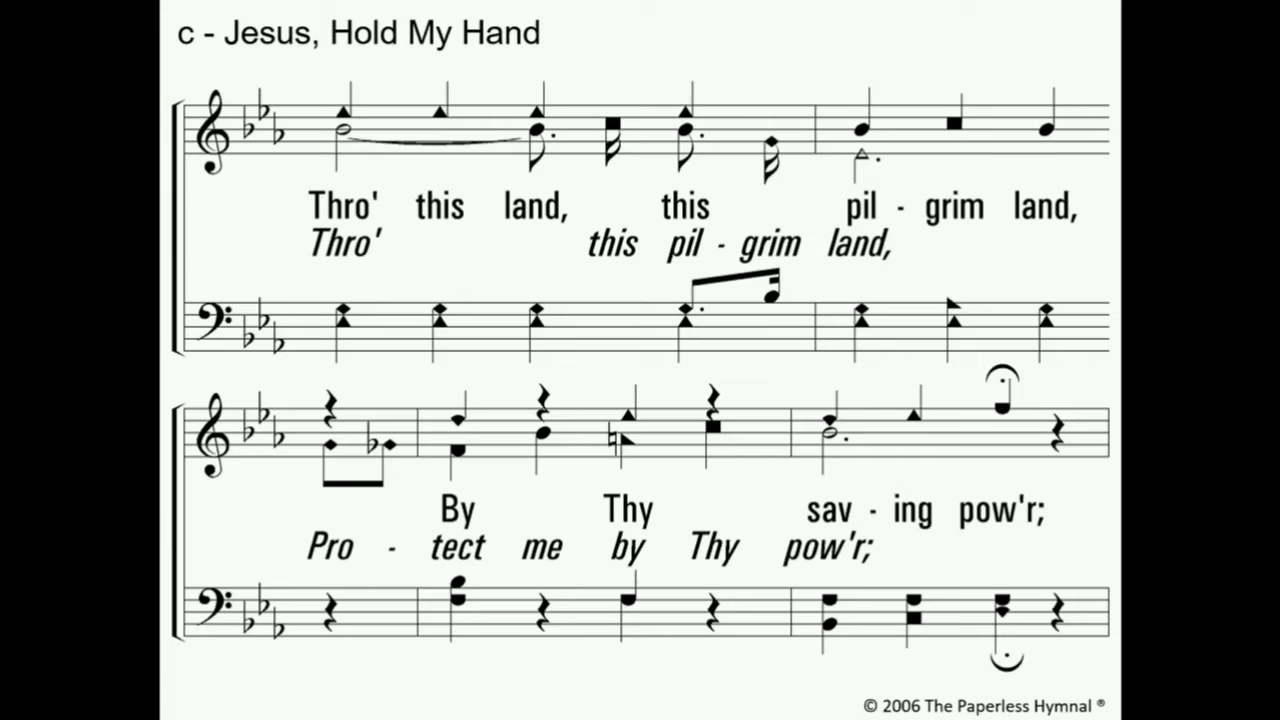 c - Jesus, Hold My Hand
Thro' this land, this pil - grim land,
Thro' this pil - grim land,
By Thy sav - ing pow'r;
Pro - tect me by Thy pow'r;
© 2006 The Paperless Hymnal ®